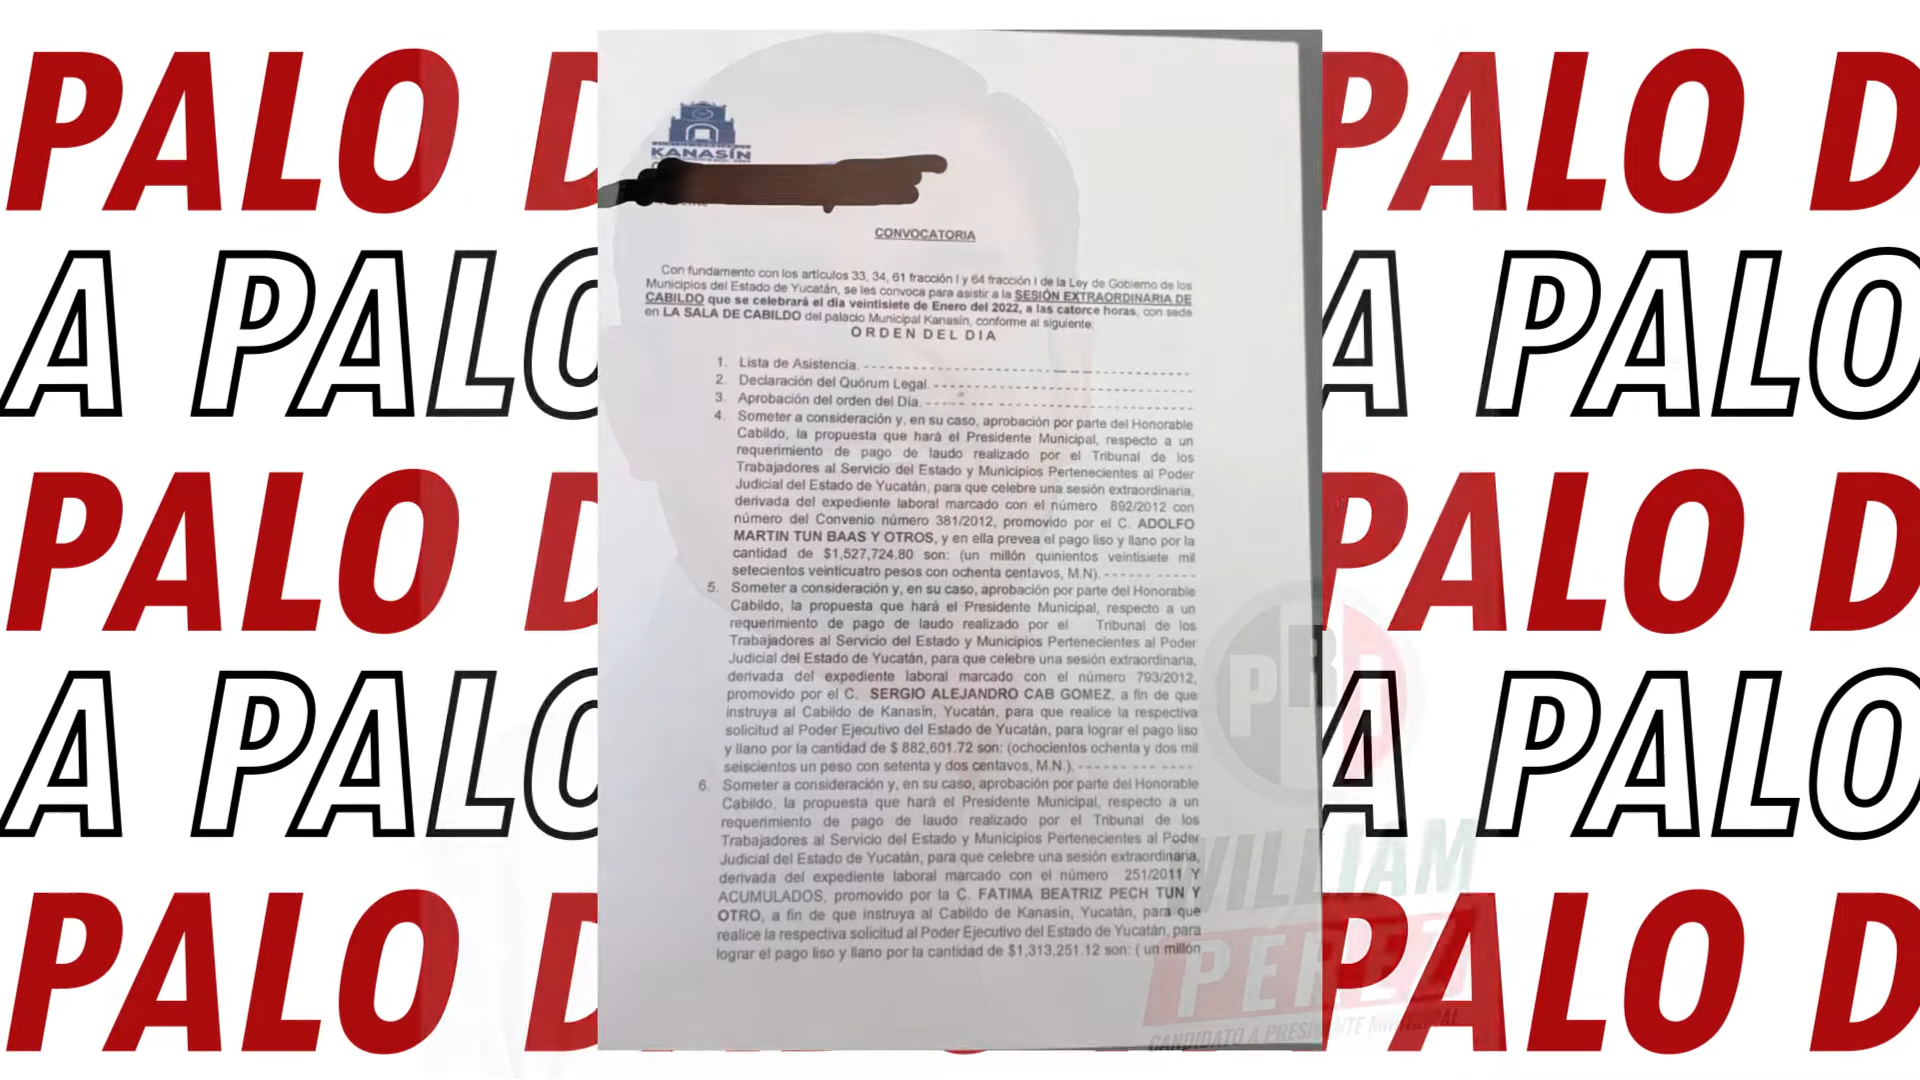 PALO D
A PALO
PALO D
A PALO
PALO D
KANASÍN
CONVOCATORIA
Con fundamento con los artículos 33, 34, 61 fracción I y 64 fracción I de la Ley de Gobierno de los
Municipios del Estado de Yucatán, se les convoca para asistir a la SESIÓN EXTRAORDINARIA DE
CABILDO que se celebrará el día veintisiete de Enero del 2022, a las catorce horas, con sede
en LA SALA DE CABILDO del palacio Municipal Kanasín, conforme al siguiente:
ORDEN DEL DIA
1. Lista de Asistencia.
2. Declaración del Quórum Legal.
3. Aprobación del orden del Día.
4. Someter a consideración y, en su caso, aprobación por parte del Honorable
Cabildo, la propuesta que hará el Presidente Municipal, respecto a un
requerimiento de pago de laudo realizado por el Tribunal de los
Trabajadores al Servicio del Estado y Municipios Pertenecientes al Poder
Judicial del Estado de Yucatán, para que celebre una sesión extraordinaria,
derivada del expediente laboral marcado con el número 892/2012 con
número del Convenio número 381/2012, promovido por el C. ADOLFO
MARTIN TUN BAAS Y OTROS, y en ella prevea el pago liso y llano por la
cantidad de $1,527,724.80 son: (un millón quinientos veintisiete mil
setecientos veinticuatro pesos con ochenta centavos, M.N).
5. Someter a consideración y, en su caso, aprobación por parte del Honorable
Cabildo, la propuesta que hará el Presidente Municipal, respecto a un
requerimiento de pago de laudo realizado por el Tribunal de los
Trabajadores al Servicio del Estado y Municipios Pertenecientes al Poder
Judicial del Estado de Yucatán, para que celebre una sesión extraordinaria,
derivada del expediente laboral marcado con el número 793/2012,
promovido por el C. SERGIO ALEJANDRO CAB GOMEZ, a fin de que
instruya al Cabildo de Kanasín, Yucatán, para que realice la respectiva
solicitud al Poder Ejecutivo del Estado de Yucatán, para lograr el pago liso
y llano por la cantidad de $ 882,601.72 son: (ochocientos ochenta y dos mil
seiscientos un peso con setenta y dos centavos, M.N.).
6. Someter a consideración y, en su caso, aprobación por parte del Honorable
Cabildo, la propuesta que hará el Presidente Municipal, respecto a un
requerimiento de pago de laudo realizado por el Tribunal de los
Trabajadores al Servicio del Estado y Municipios Pertenecientes al Poder
Judicial del Estado de Yucatán, para que celebre una sesión extraordinaria,
derivada del expediente laboral marcado con el número 251/2011 Y
ACUMULADOS, promovido por la C. FATIMA BEATRIZ PECH TUN Y
OTRO, a fin de que instruya al Cabildo de Kanasín, Yucatán, para que
realice la respectiva solicitud al Poder Ejecutivo del Estado de Yucatán, para
lograr el pago liso y llano por la cantidad de $1,313,251.12 son: ( un millón
PRI
WILLIAM
PÉREZ
CANDIDATO A PRESIDENTE MUNICIPAL
PALO D
A PALO
PALO D
A PALO
PALO D